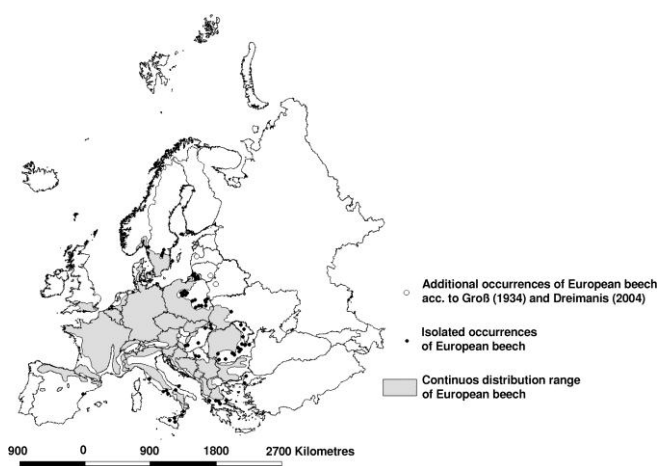 Additional occurrences of European beech
acc. to Groß (1934) and Dreimanis (2004)
Isolated occurrences
of European beech
Continuos distribution range
of European beech
900 0 900 1800 2700 Kilometres